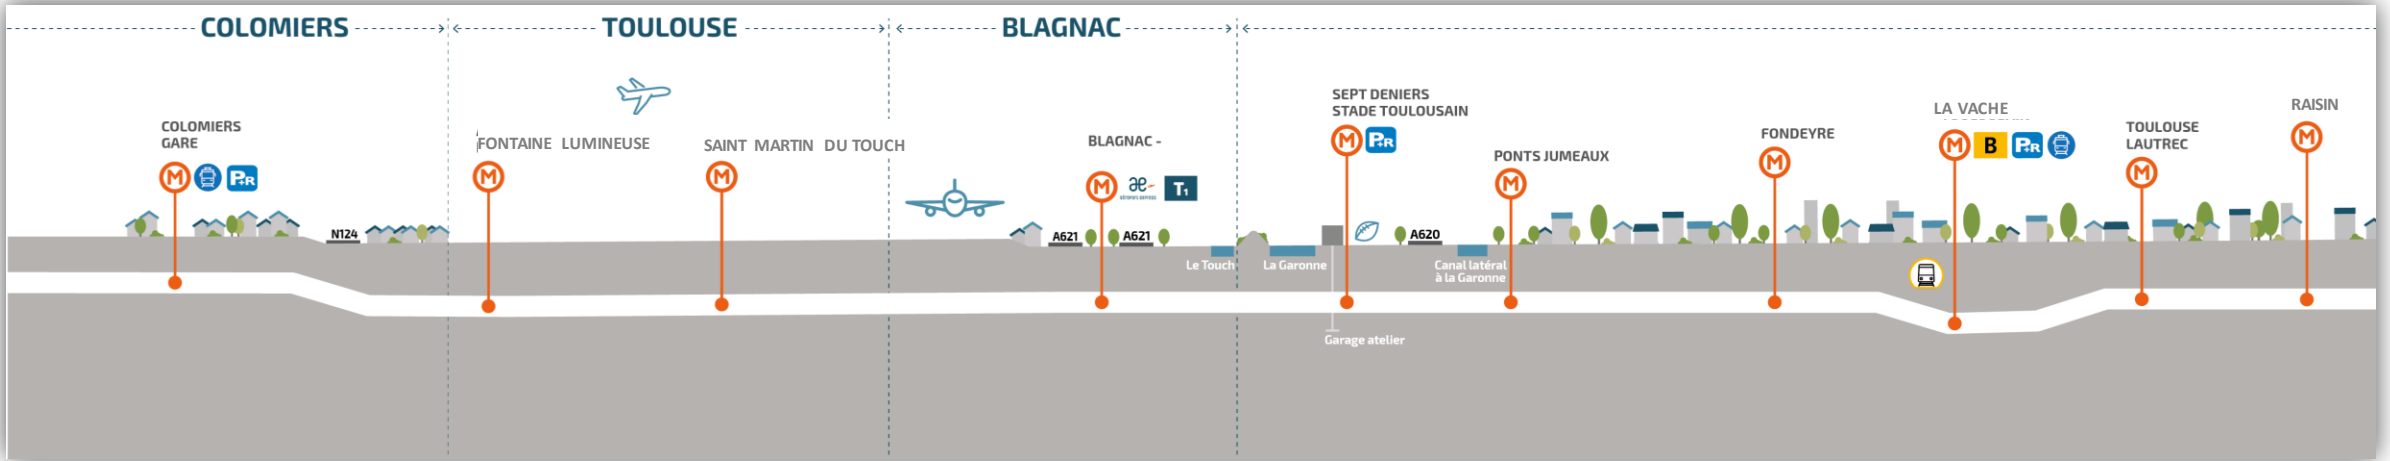 COLOMIERS
TOULOUSE
BLAGNAC
COLOMIERS
GARE
M
P+R
N124
FONTAINE LUMINEUSE
M
SAINT MARTIN DU TOUCH
M
BLAGNAC -
M
æ
T1
A621
A621
Le Touch
La Garonne
SEPT DENIERS
STADE TOULOUSAIN
M
P+R
Garage atelier
A620
Canal latéral
à la Garonne
PONTS JUMEAUX
M
FONDEYRE
M
LA VACHE
M
B
P+R
TOULOUSE
LAUTREC
M
RAISIN
M